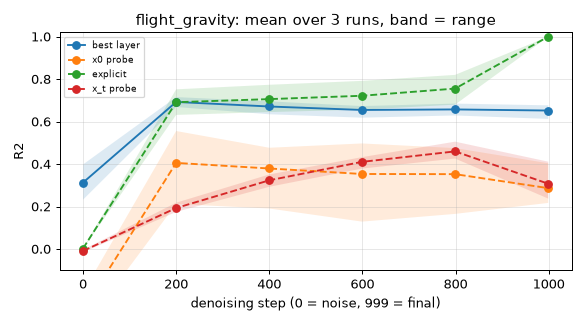 flight_gravity: mean over 3 runs, band = range
best layer
x0 probe
explicit
x_t probe
R2
1.0
0.8
0.6
0.4
0.2
0.0
0 200 400 600 800 1000
denoising step (0 = noise, 999 = final)